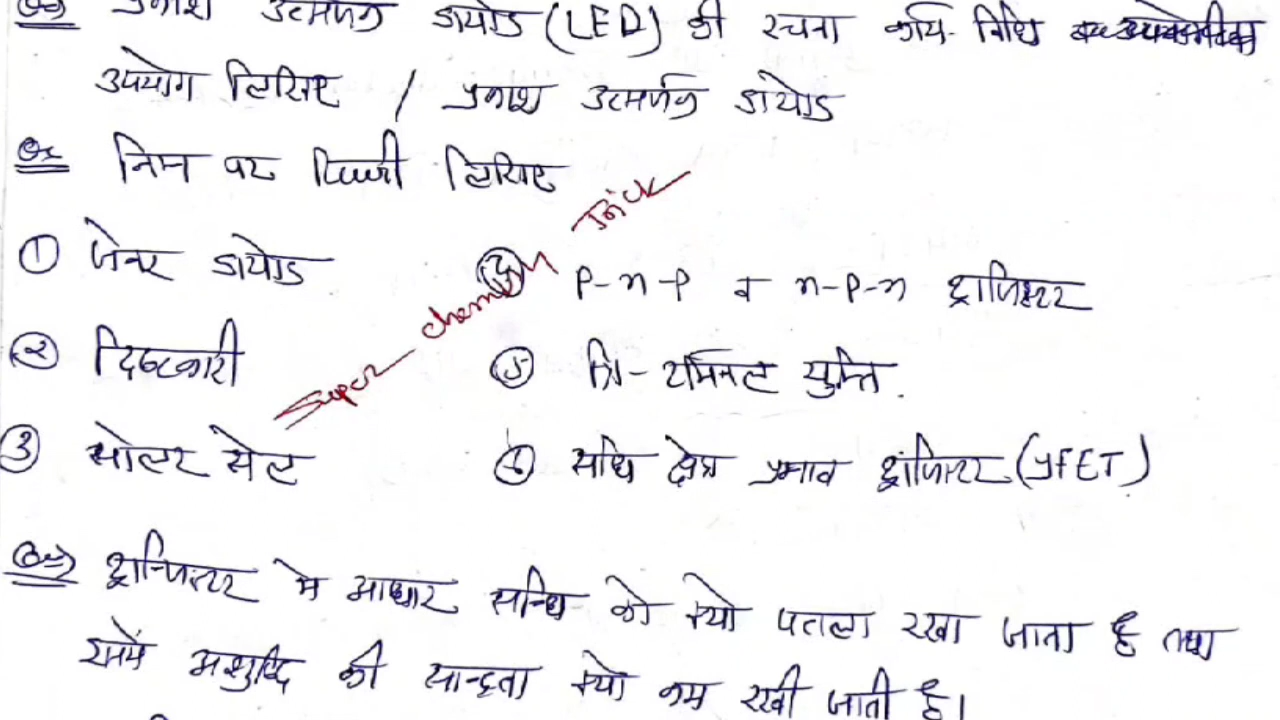 Q→ प्रकाश उत्सर्जक डायोड (LED) की रचना कार्य-विधि
उपयोग लिखिए / प्रकाश उत्सर्जक डायोड
Q→ निम्न पर टिप्पणी लिखिए
① जेनर डायोड
② दिष्टकारी
③ सोलर सेल
④ P-n-P व n-P-n ट्रांजिस्टर
⑤ त्रि-टर्मिनल युक्ति.
⑥ संधि क्षेत्र प्रभाव ट्रांजिस्टर (JFET)
Super chemistry Trick
Q→ ट्रान्जिस्टर मे आधार सन्धि को क्यो पतला रखा जाता है तथा
इसमें अशुद्धि की सान्द्रता क्यो कम रखी जाती है।